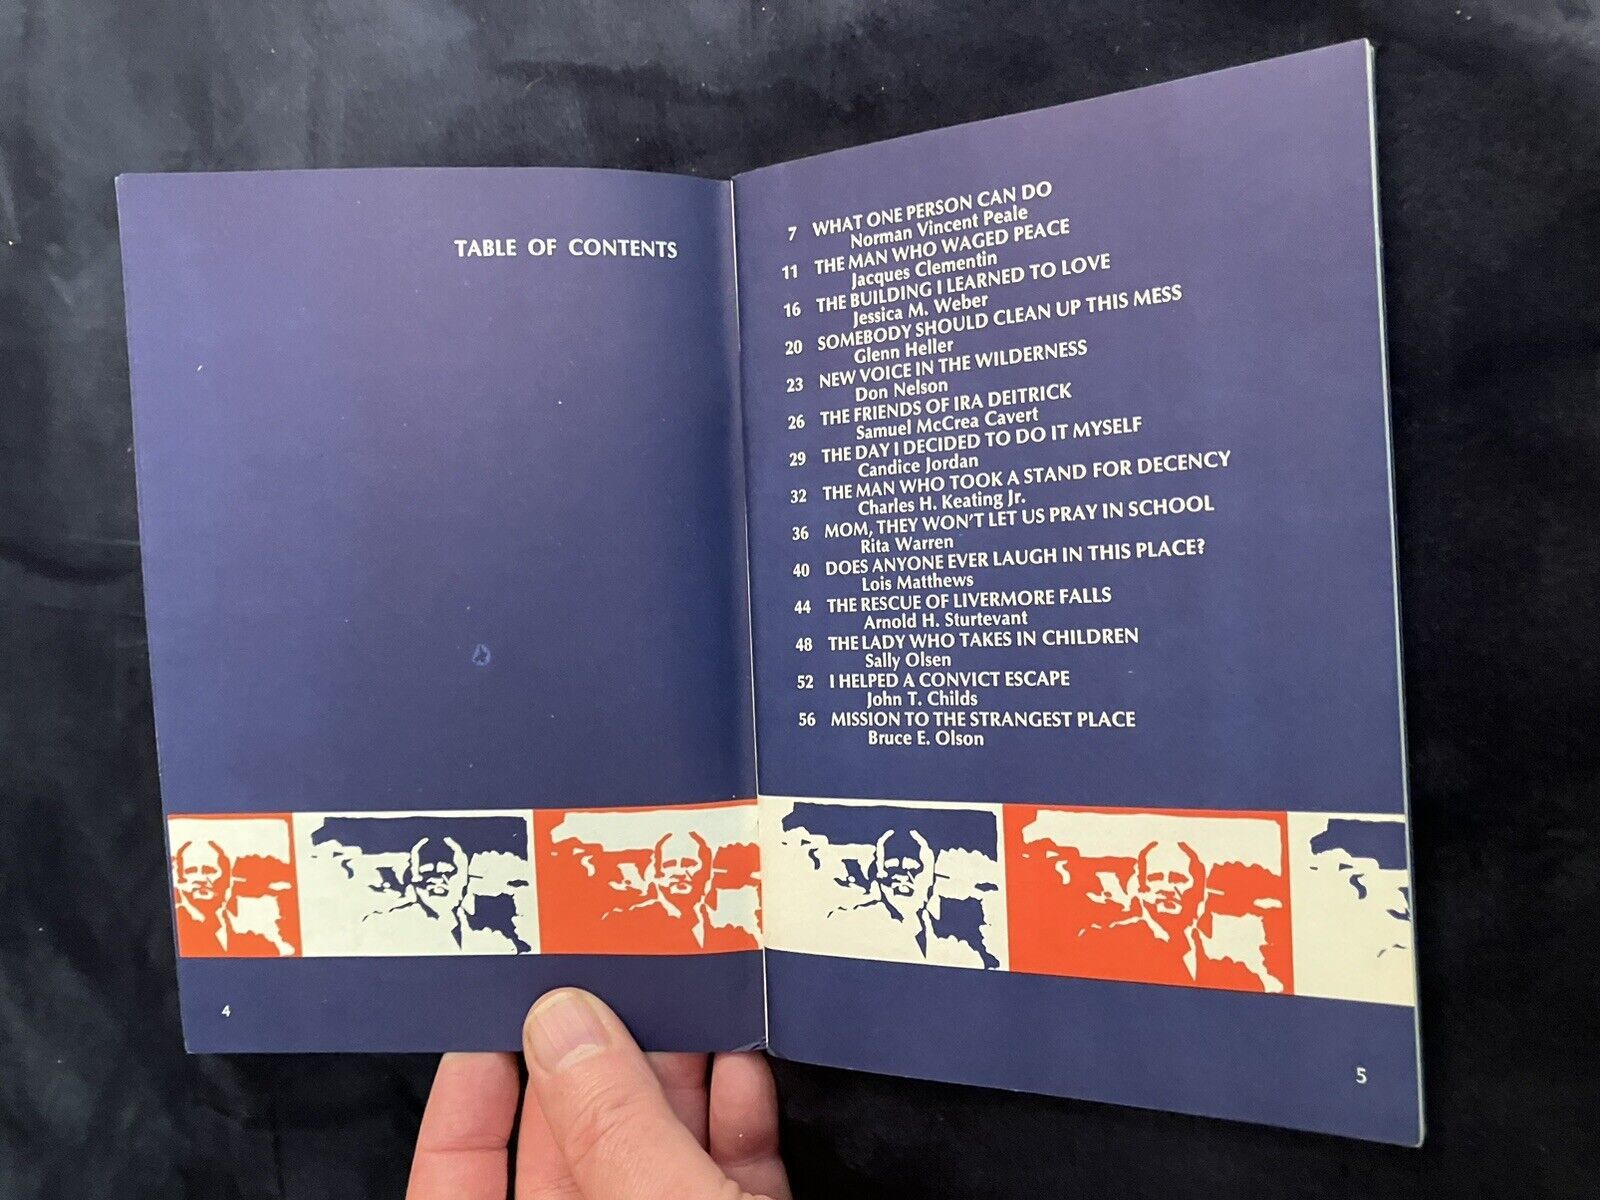 TABLE OF CONTENTS
7 WHAT ONE PERSON CAN DO
Norman Vincent Peale
11 THE MAN WHO WAGED PEACE
Jacques Clementin
16 THE BUILDING I LEARNED TO LOVE
Jessica M. Weber
20 SOMEBODY SHOULD CLEAN UP THIS MESS
Glenn Heller
23 NEW VOICE IN THE WILDERNESS
Don Nelson
26 THE FRIENDS OF IRA DEITRICK
Samuel McCrea Cavert
29 THE DAY I DECIDED TO DO IT MYSELF
Candice Jordan
32 THE MAN WHO TOOK A STAND FOR DECENCY
Charles H. Keating Jr.
36 MOM, THEY WON'T LET US PRAY IN SCHOOL
Rita Warren
40 DOES ANYONE EVER LAUGH IN THIS PLACE?
Lois Matthews
44 THE RESCUE OF LIVERMORE FALLS
Arnold H. Sturtevant
48 THE LADY WHO TAKES IN CHILDREN
Sally Olsen
52 I HELPED A CONVICT ESCAPE
John T. Childs
56 MISSION TO THE STRANGEST PLACE
Bruce E. Olson
4
5